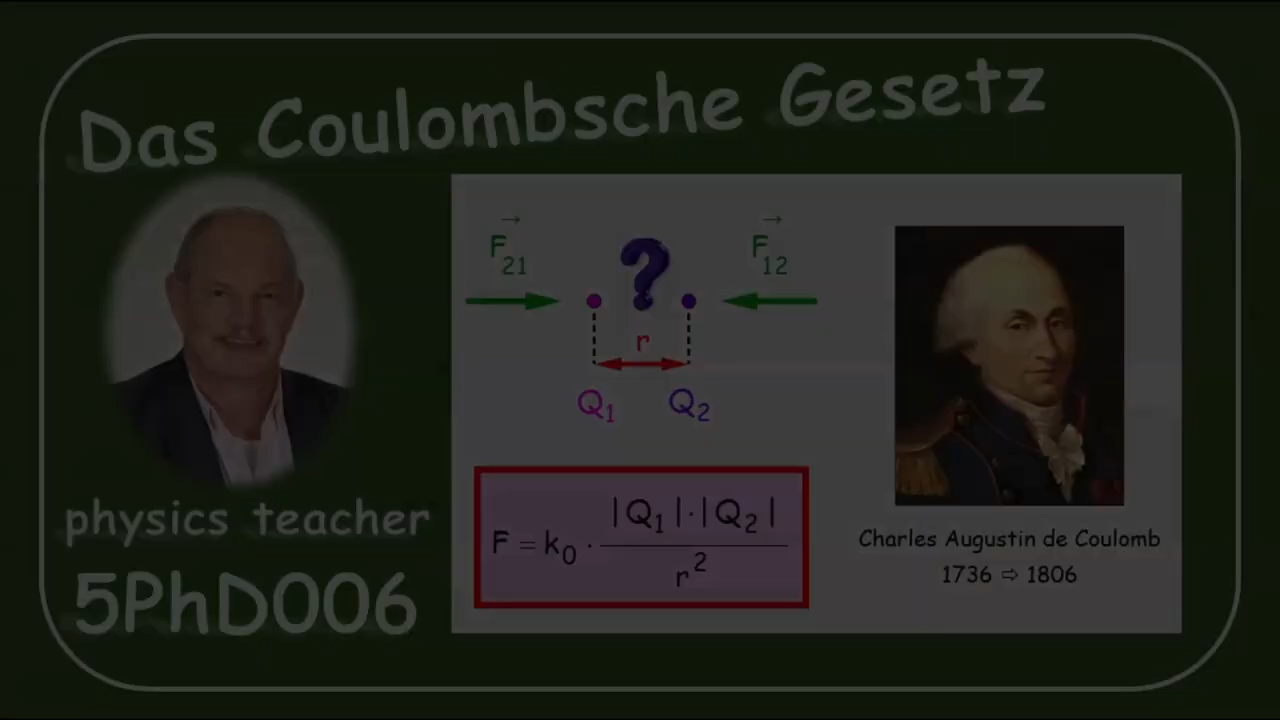 Das Coulombsche Gesetz
F₂₁
?
F₁₂
r
Q₁ Q₂
F = k₀ · |Q₁|·|Q₂| / r²
Charles Augustin de Coulomb
1736 ⇨ 1806
physics teacher
5PhD006